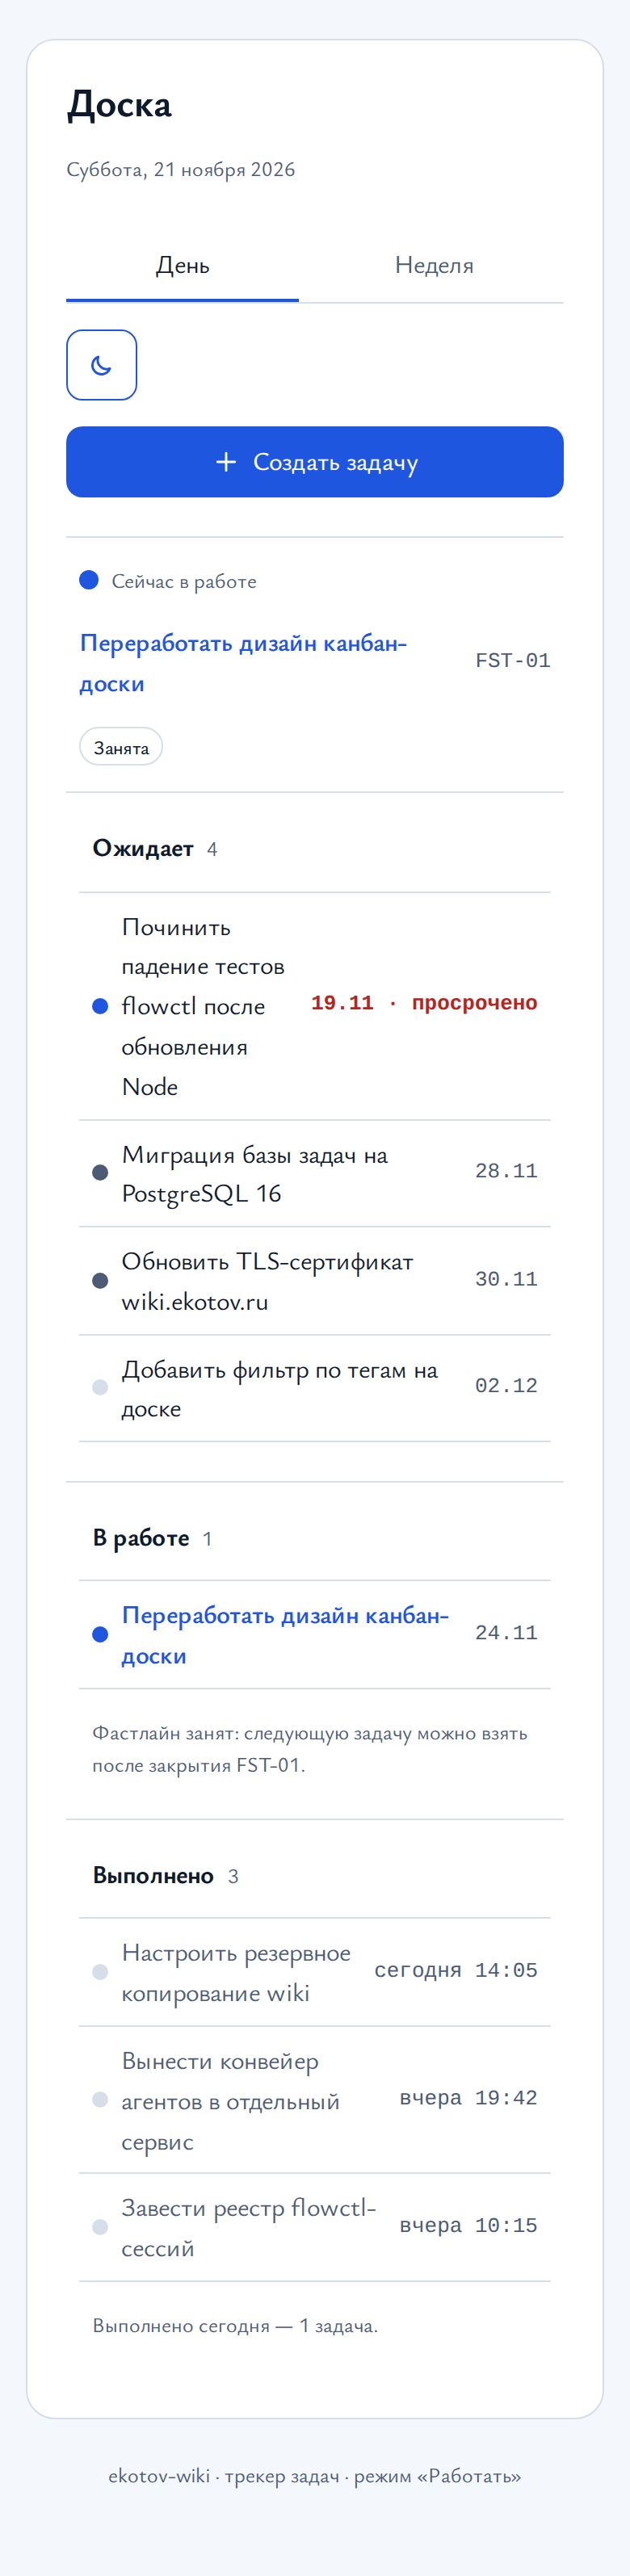 Доска
Суббота, 21 ноября 2026
День
Неделя
Создать задачу
Сейчас в работе
Переработать дизайн канбан-
доски
FST-01
Занята
Ожидает 4
Починить
падение тестов
flowctl после
обновления
Node
19.11 · просрочено
Миграция базы задач на
PostgreSQL 16
28.11
Обновить TLS-сертификат
wiki.ekotov.ru
30.11
Добавить фильтр по тегам на
доске
02.12
В работе 1
Переработать дизайн канбан-
доски
24.11
Фастлайн занят: следующую задачу можно взять
после закрытия FST-01.
Выполнено 3
Настроить резервное
копирование wiki
сегодня 14:05
Вынести конвейер
агентов в отдельный
сервис
вчера 19:42
Завести реестр flowctl-
сессий
вчера 10:15
Выполнено сегодня — 1 задача.
ekotov-wiki · трекер задач · режим «Работать»